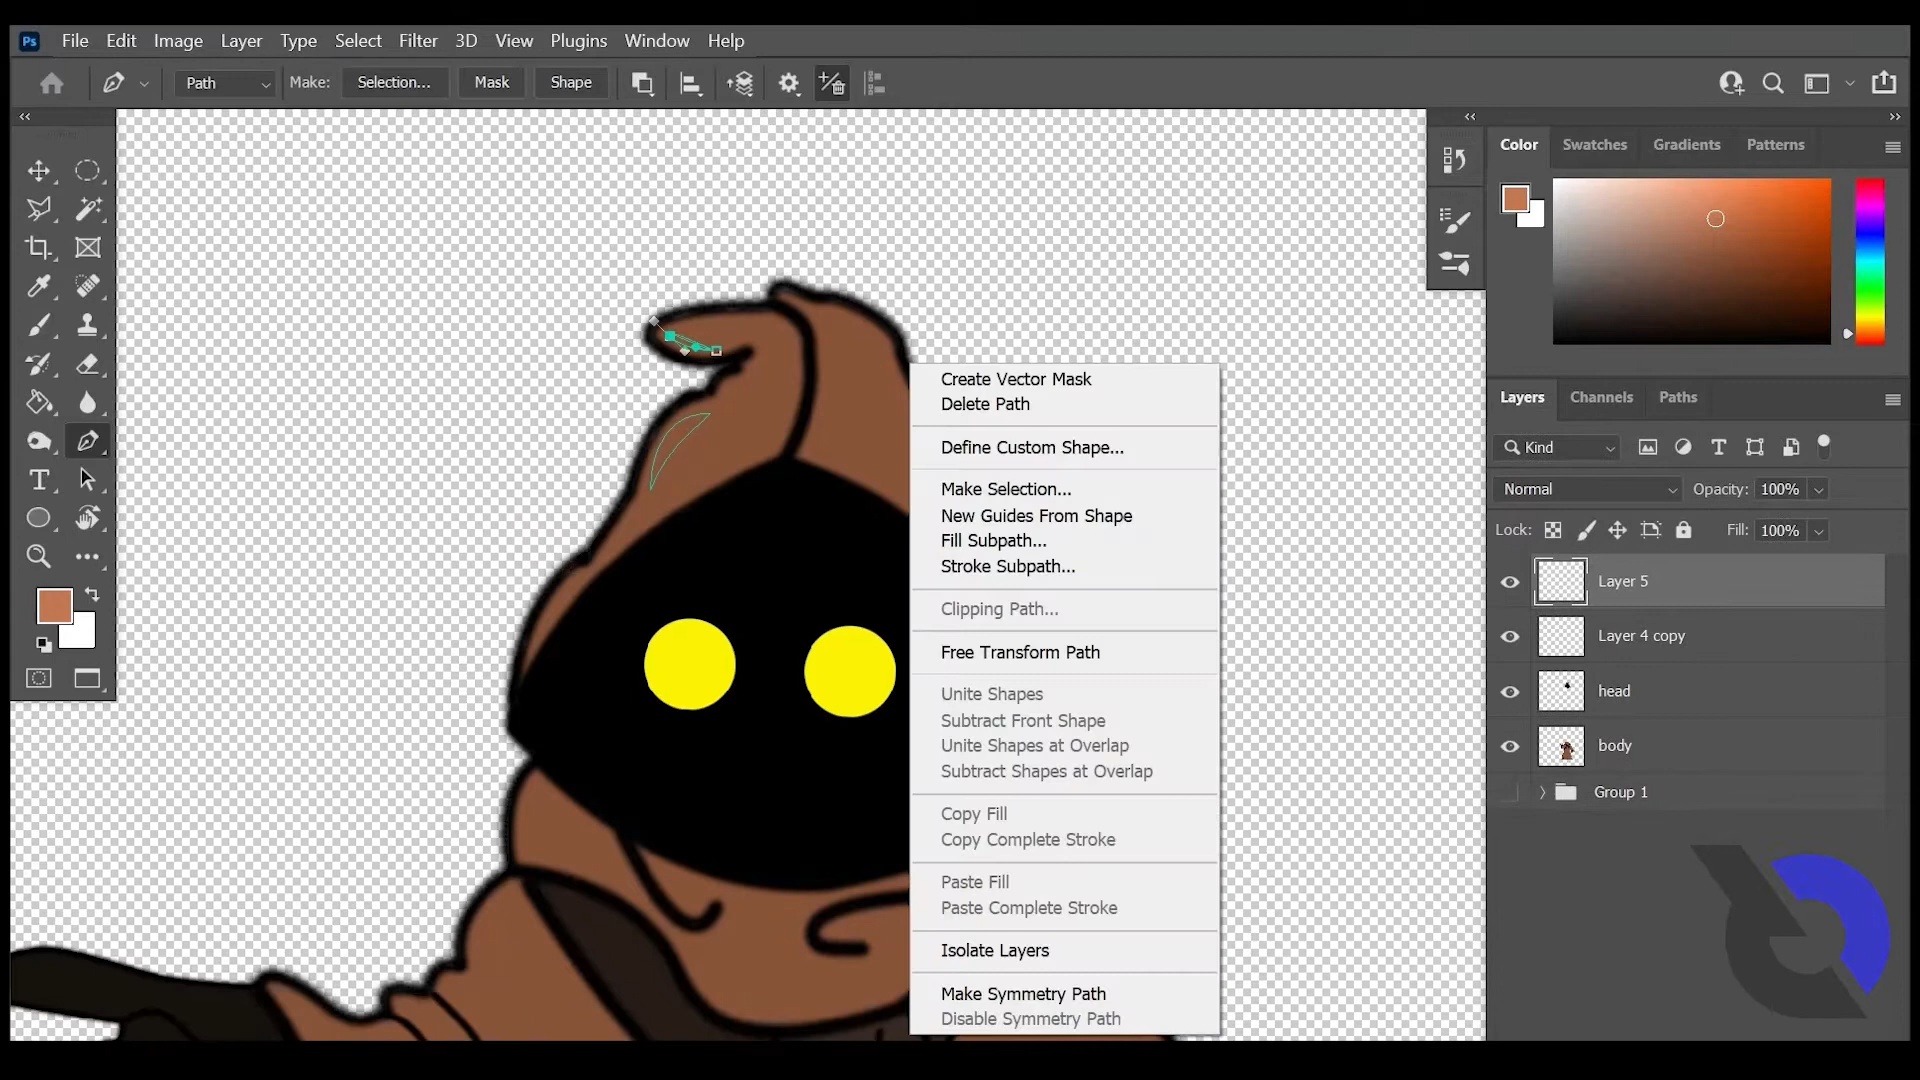 Ps File Edit Image Layer Type Select Filter 3D View Plugins Window Help
Path Make: Selection... Mask Shape
Color Swatches Gradients Patterns
Create Vector Mask
Delete Path
Define Custom Shape...
Make Selection...
New Guides From Shape
Fill Subpath...
Stroke Subpath...
Clipping Path...
Free Transform Path
Unite Shapes
Subtract Front Shape
Unite Shapes at Overlap
Subtract Shapes at Overlap
Copy Fill
Copy Complete Stroke
Paste Fill
Paste Complete Stroke
Isolate Layers
Make Symmetry Path
Disable Symmetry Path
Layers Channels Paths
Kind
Normal Opacity: 100%
Lock: Fill: 100%
Layer 5
Layer 4 copy
head
body
Group 1